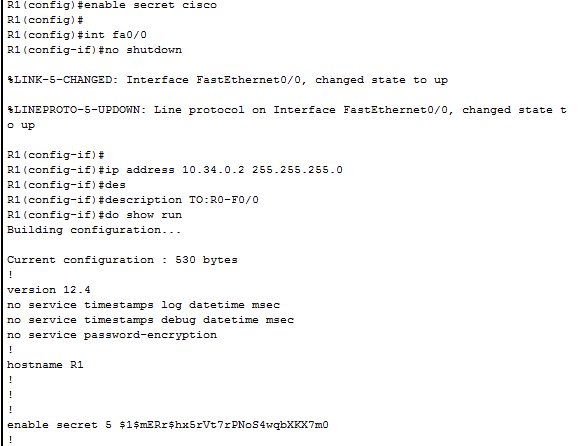 R1(config)#enable secret cisco
R1(config)#
R1(config)#int fa0/0
R1(config-if)#no shutdown
%LINK-5-CHANGED: Interface FastEthernet0/0, changed state to up
%LINEPROTO-5-UPDOWN: Line protocol on Interface FastEthernet0/0, changed state t
o up
R1(config-if)#
R1(config-if)#ip address 10.34.0.2 255.255.255.0
R1(config-if)#des
R1(config-if)#description TO:R0-F0/0
R1(config-if)#do show run
Building configuration...
Current configuration : 530 bytes
!
version 12.4
no service timestamps log datetime msec
no service timestamps debug datetime msec
no service password-encryption
!
hostname R1
!
!
!
enable secret 5 $1$mERr$hx5rVt7rPNoS4wqbXKX7m0
!